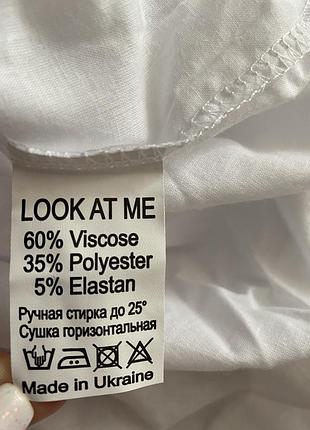 LOOK AT ME
60% Viscose
35% Polyester
5% Elastan
Ручная стирка до 25°
Сушка горизонтальная
Made in Ukraine